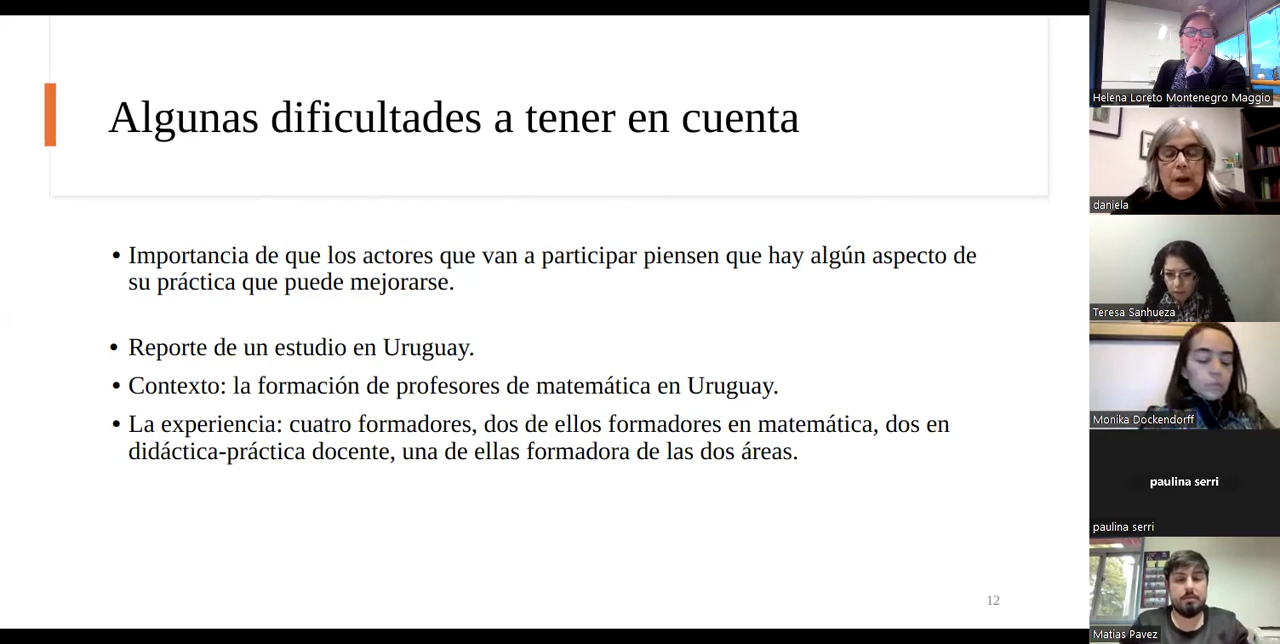 Algunas dificultades a tener en cuenta
• Importancia de que los actores que van a participar piensen que hay algún aspecto de
su práctica que puede mejorarse.
• Reporte de un estudio en Uruguay.
• Contexto: la formación de profesores de matemática en Uruguay.
• La experiencia: cuatro formadores, dos de ellos formadores en matemática, dos en
didáctica-práctica docente, una de ellas formadora de las dos áreas.
12
Helena Loreto Montenegro Maggio
daniela
Teresa Sanhueza
Monika Dockendorff
paulina serri
paulina serri
Matias Pavez